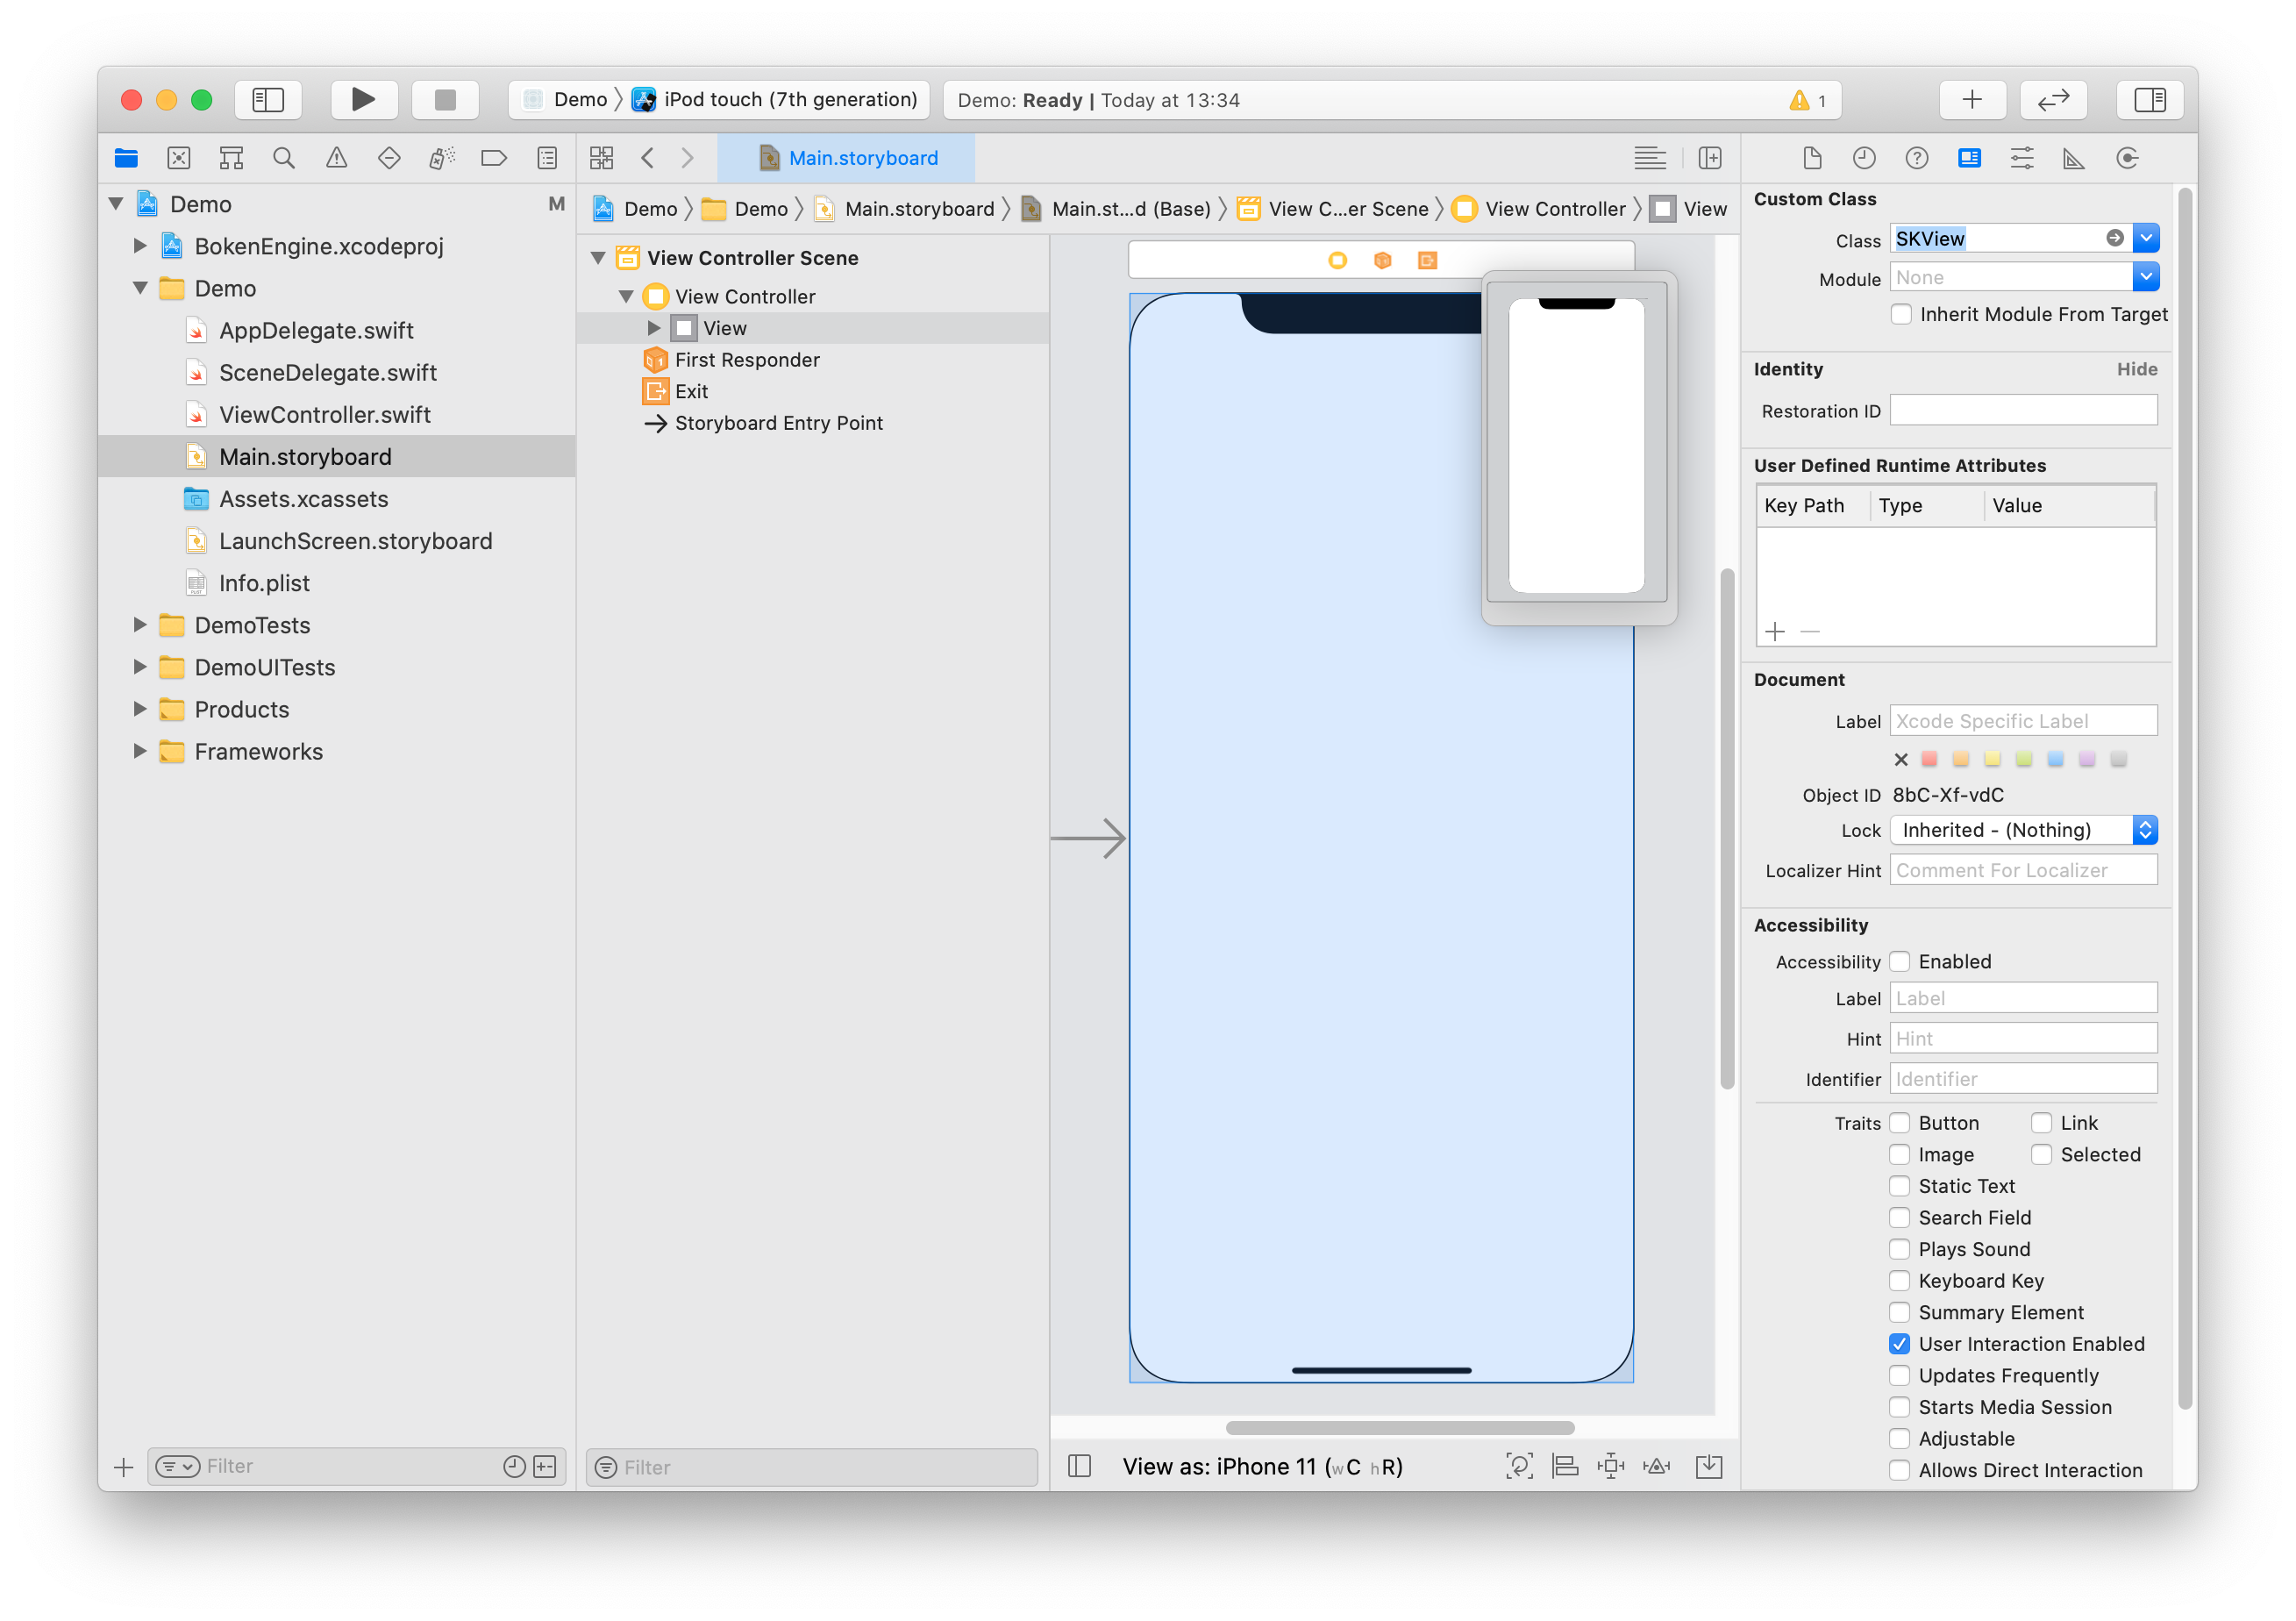 Demo
iPod touch (7th generation)
Demo: Ready | Today at 13:34
1
Main.storyboard
Demo
M
BokenEngine.xcodeproj
Demo
AppDelegate.swift
SceneDelegate.swift
ViewController.swift
Main.storyboard
Assets.xcassets
LaunchScreen.storyboard
Info.plist
DemoTests
DemoUITests
Products
Frameworks
Filter
Demo
Demo
Main.storyboard
Main.st...d (Base)
View C...er Scene
View Controller
View
View Controller Scene
View Controller
View
First Responder
Exit
Storyboard Entry Point
Filter
View as: iPhone 11 (wC hR)
Custom Class
Class SKView
Module None
Inherit Module From Target
Identity Hide
Restoration ID
User Defined Runtime Attributes
Key Path Type Value
Document
Label Xcode Specific Label
Object ID 8bC-Xf-vdC
Lock Inherited - (Nothing)
Localizer Hint Comment For Localizer
Accessibility
Accessibility Enabled
Label Label
Hint Hint
Identifier Identifier
Traits Button Link
Image Selected
Static Text
Search Field
Plays Sound
Keyboard Key
Summary Element
User Interaction Enabled
Updates Frequently
Starts Media Session
Adjustable
Allows Direct Interaction